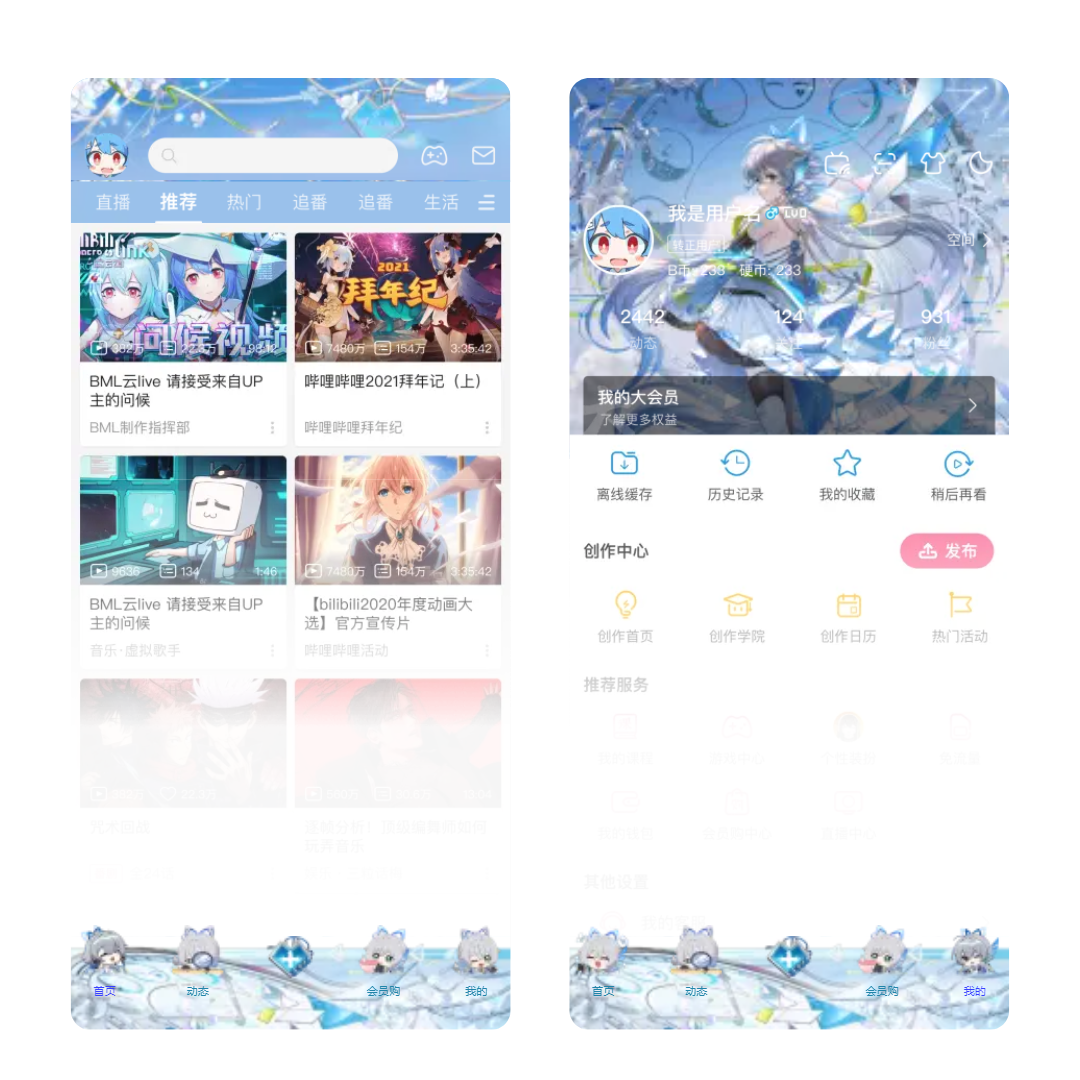 直播
推荐
热门
追番
追番
生活
问候视频
382万
22.3万
98:12
BML云live 请接受来自UP
主的问候
BML制作指挥部
2021
拜年纪
7480万
154万
3:35:42
哔哩哔哩2021拜年记（上）
哔哩哔哩拜年纪
9636
134
1:46
BML云live 请接受来自UP
主的问候
音乐·虚拟歌手
7480万
154万
3:35:42
【bilibili2020年度动画大
选】官方宣传片
哔哩哔哩活动
首页
动态
会员购
我的
我是用户名
LV0
转正用户
空间
B币: 233
硬币: 233
2442
124
931
动态
粉丝
我的大会员
了解更多权益
离线缓存
历史记录
我的收藏
稍后再看
创作中心
发布
创作首页
创作学院
创作日历
热门活动
推荐服务
其他设置
首页
动态
会员购
我的